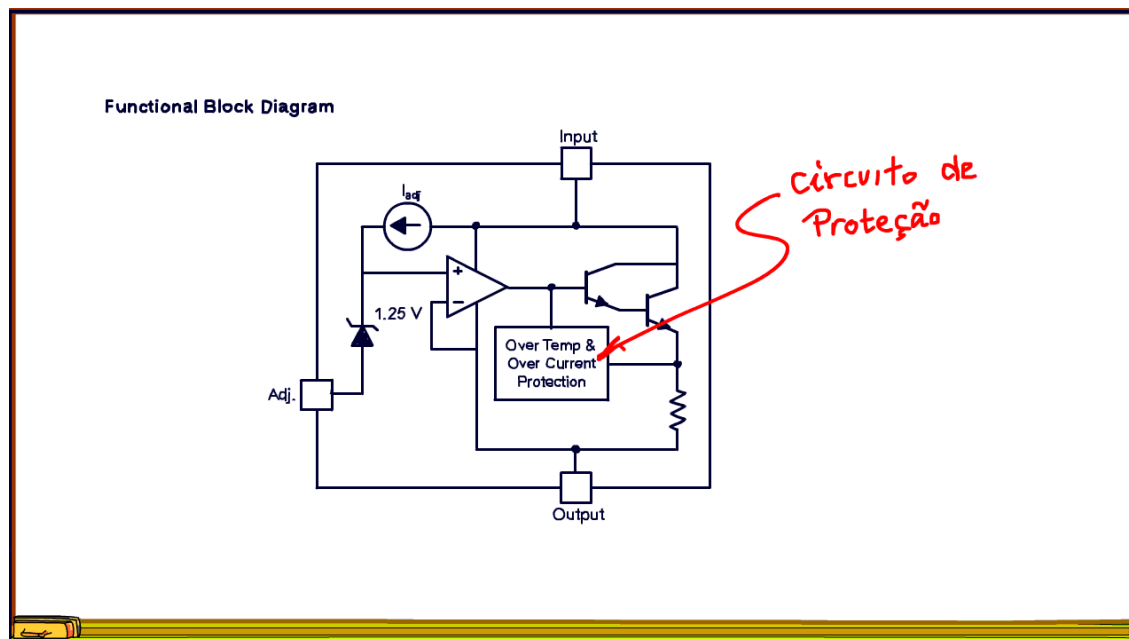 Functional Block Diagram
Input
Iadj
circuito de
Proteção
+
−
1.25 V
Over Temp &
Over Current
Protection
Adj.
Output